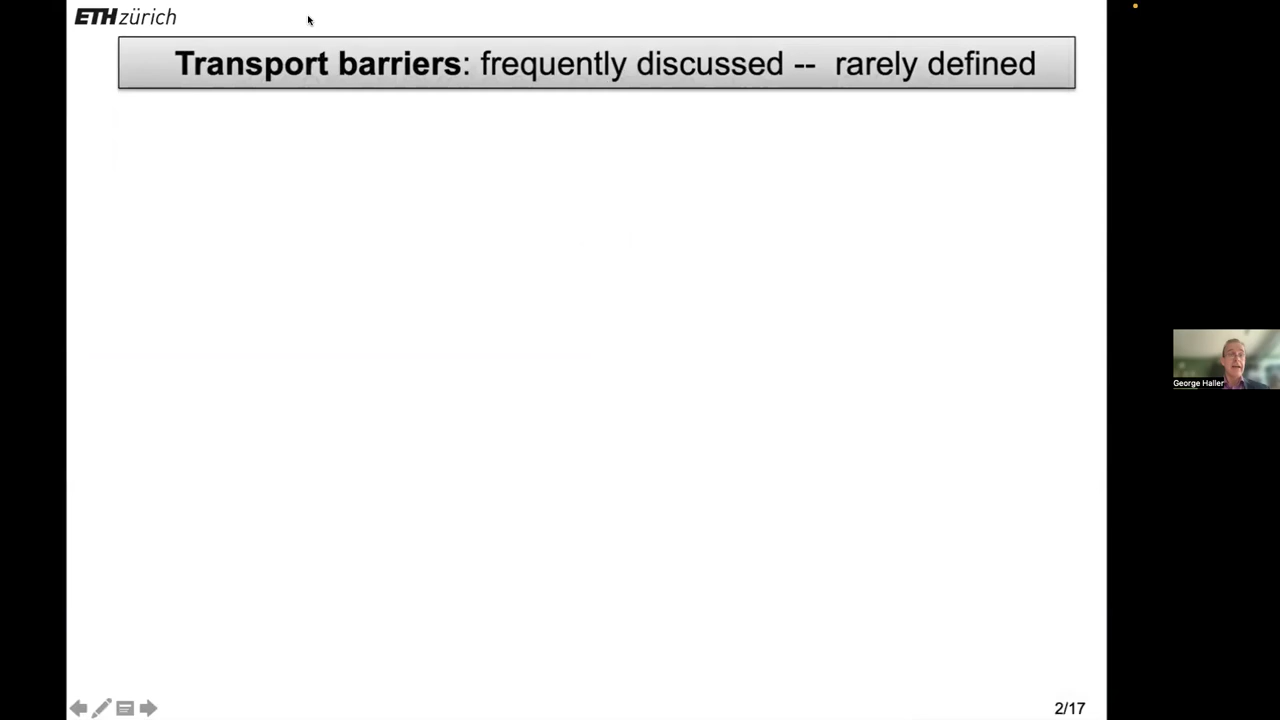 ETH zürich
Transport barriers: frequently discussed -- rarely defined
George Haller
2/17